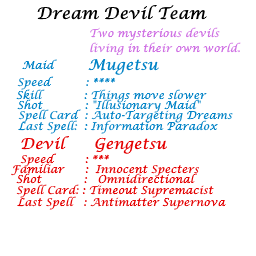 Dream Devil Team
Two mysterious devils
living in their own world.
Maid Mugetsu
Speed : ****
Skill : Things move slower
Shot : "Illusionary Maid"
Spell Card : Auto-Targeting Dreams
Last Spell: : Information Paradox
Devil Gengetsu
Speed : ***
Familiar : Innocent Specters
Shot : Omnidirectional
Spell Card: : Timeout Supremacist
Last Spell : Antimatter Supernova